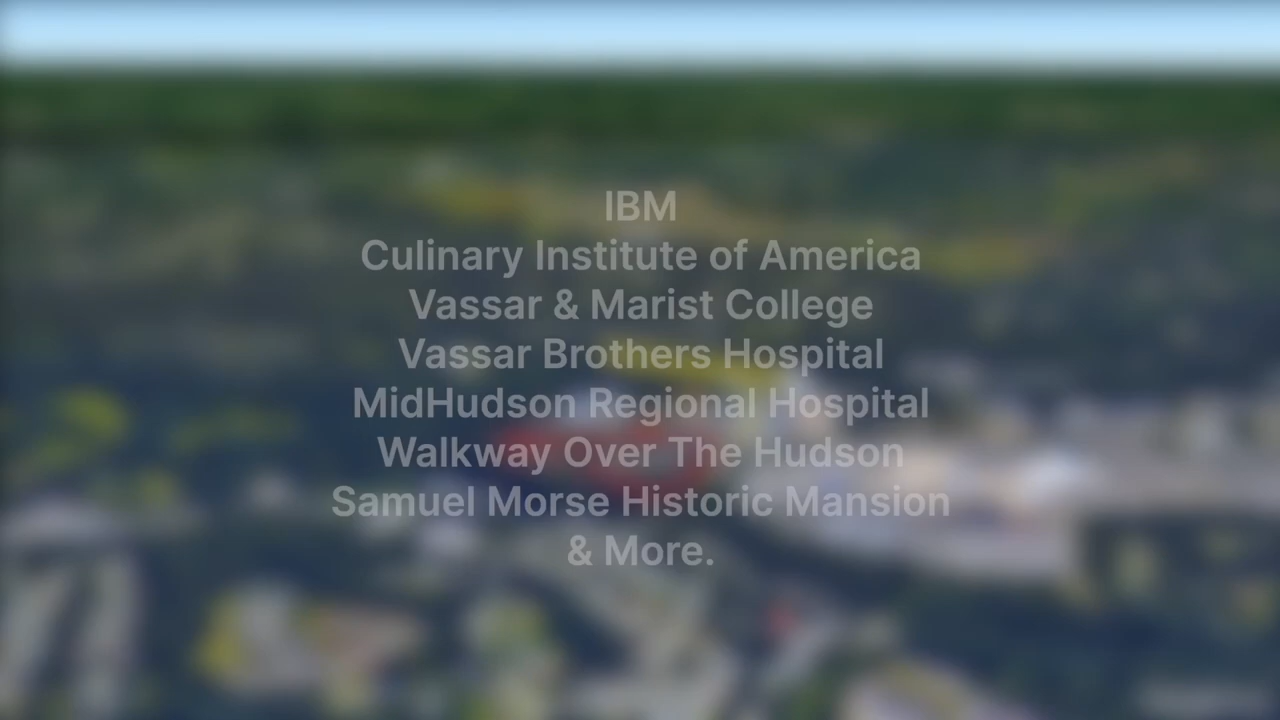 IBM
Culinary Institute of America
Vassar & Marist College
Vassar Brothers Hospital
MidHudson Regional Hospital
Walkway Over The Hudson
Samuel Morse Historic Mansion
& More.